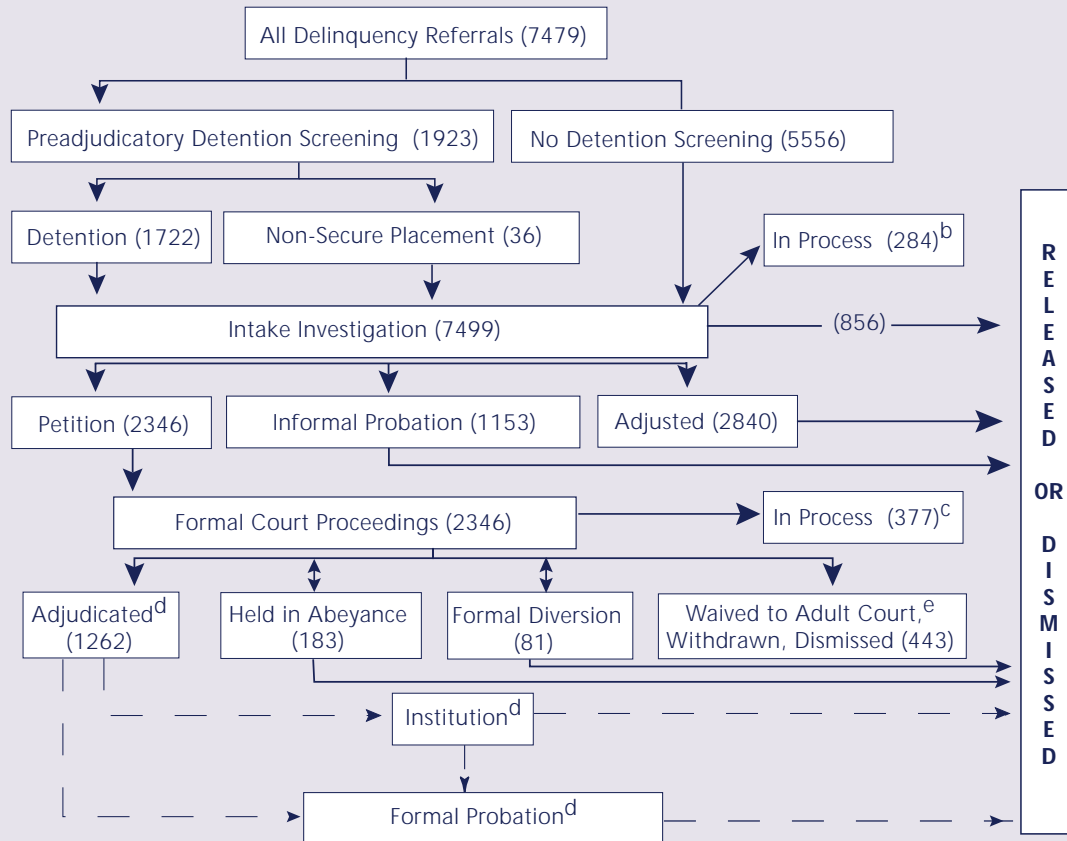 All Delinquency Referrals (7479)
Preadjudicatory Detention Screening (1923)
No Detention Screening (5556)
Detention (1722)
Non-Secure Placement (36)
In Process (284)b
Intake Investigation (7499)
(856)
Petition (2346)
Informal Probation (1153)
Adjusted (2840)
Formal Court Proceedings (2346)
In Process (377)c
Adjudicatedd
(1262)
Held in Abeyance
(183)
Formal Diversion
(81)
Waived to Adult Court,e
Withdrawn, Dismissed (443)
Institutiond
Formal Probationd
R
E
L
E
A
S
E
D
OR
D
I
S
M
I
S
S
E
D